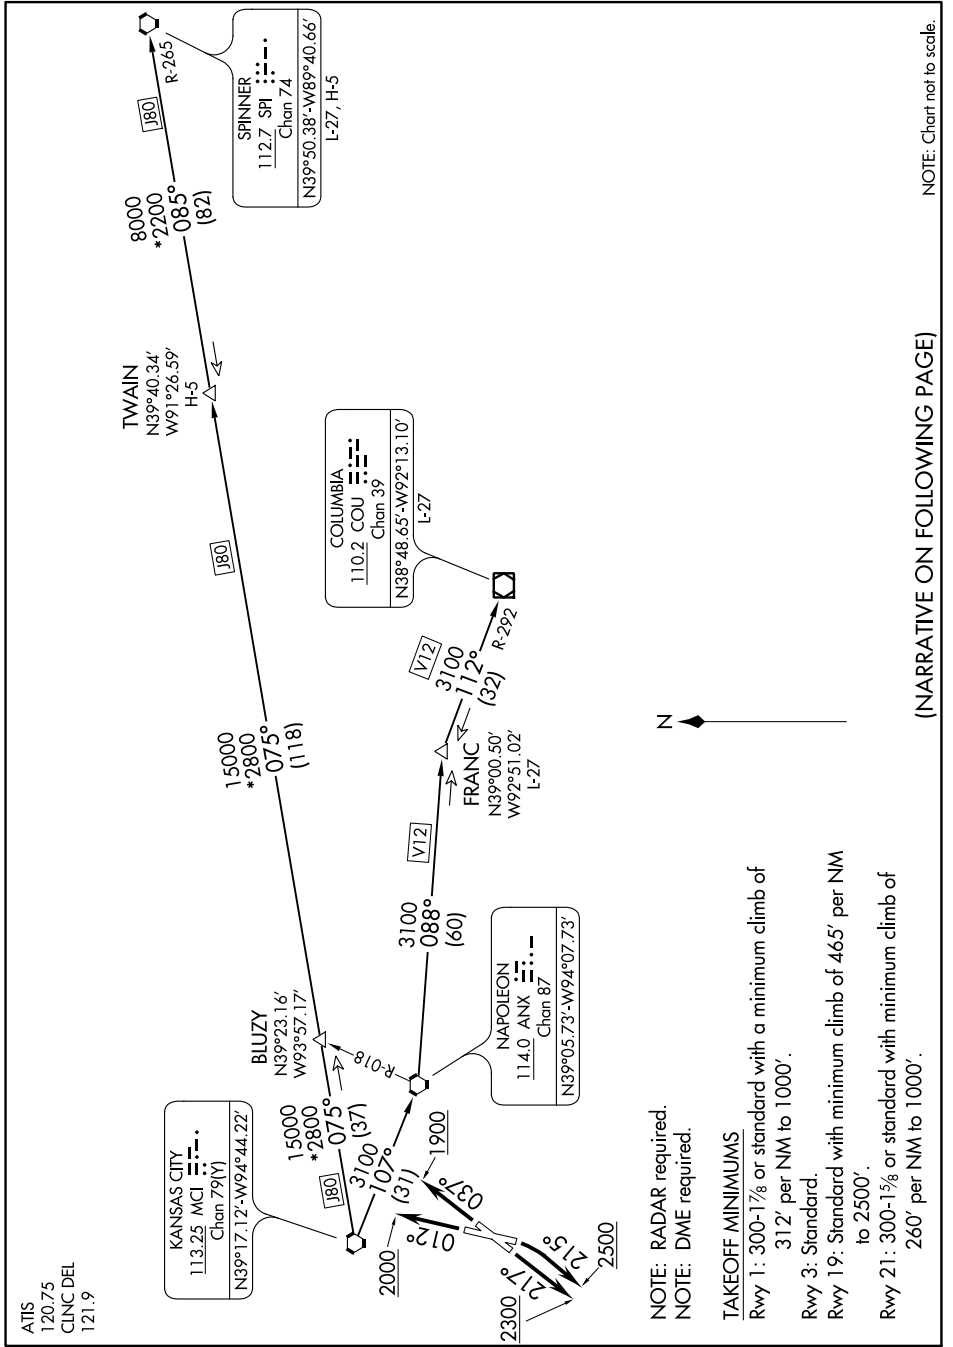 ATIS
120.75
CLNC DEL
121.9
KANSAS CITY
113.25 MCI
Chan 79(Y)
N39°17.12'-W94°44.22'
BLUZY
N39°23.16'
W93°57.17'
TWAIN
N39°40.34'
W91°26.59'
H-5
SPINNER
112.7 SPI
Chan 74
N39°50.38'-W89°40.66'
L-27, H-5
R-265
J80
8000
*2200
085°
(82)
J80
15000
*2800
075°
(118)
15000
*2800
075°
(37)
J80
3100
107°
(31)
R-018
COLUMBIA
110.2 COU
Chan 39
N38°48.65'-W92°13.10'
L-27
V12
3100
112°
(32)
R-292
FRANC
N39°00.50'
W92°51.02'
L-27
V12
3100
088°
(60)
NAPOLEON
114.0 ANX
Chan 87
N39°05.73'-W94°07.73'
1900
2000
037°
012°
217°
215°
2300
2500
N
NOTE: RADAR required.
NOTE: DME required.
TAKEOFF MINIMUMS
Rwy 1: 300-1⅞ or standard with a minimum climb of
312' per NM to 1000'.
Rwy 3: Standard.
Rwy 19: Standard with minimum climb of 465' per NM
to 2500'.
Rwy 21: 300-1⅝ or standard with minimum climb of
260' per NM to 1000'.
(NARRATIVE ON FOLLOWING PAGE)
NOTE: Chart not to scale.